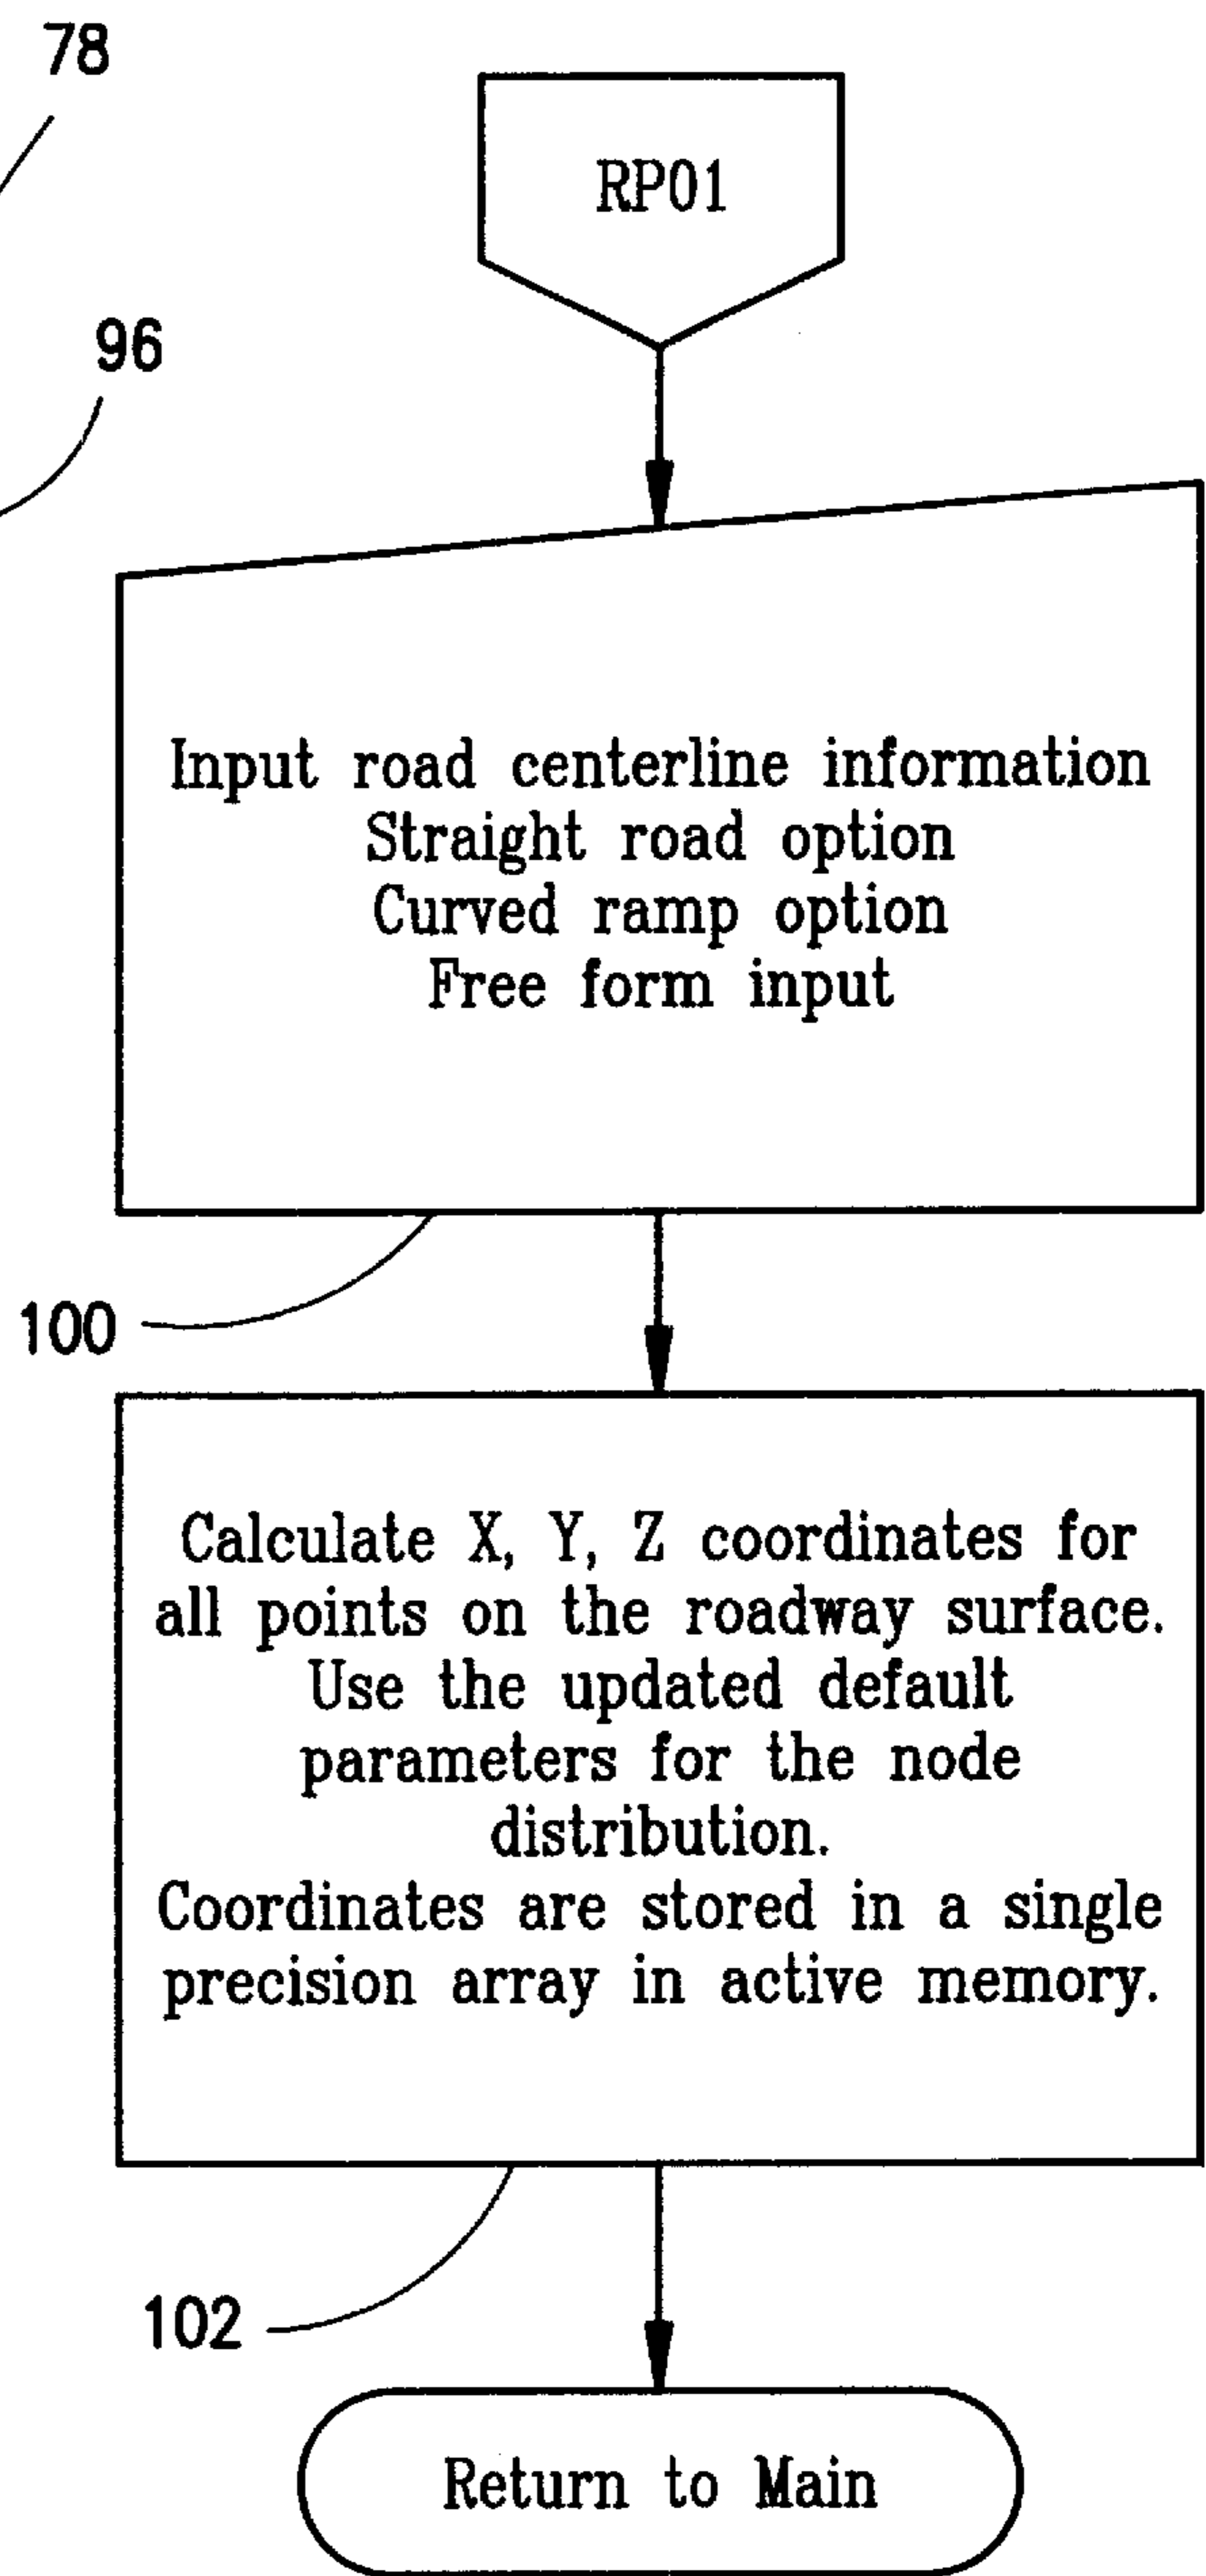 78
RP01
96
Input road centerline information
Straight road option
Curved ramp option
Free form input
100
Calculate X, Y, Z coordinates for
all points on the roadway surface.
Use the updated default
parameters for the node
distribution.
Coordinates are stored in a single
precision array in active memory.
102
Return to Main